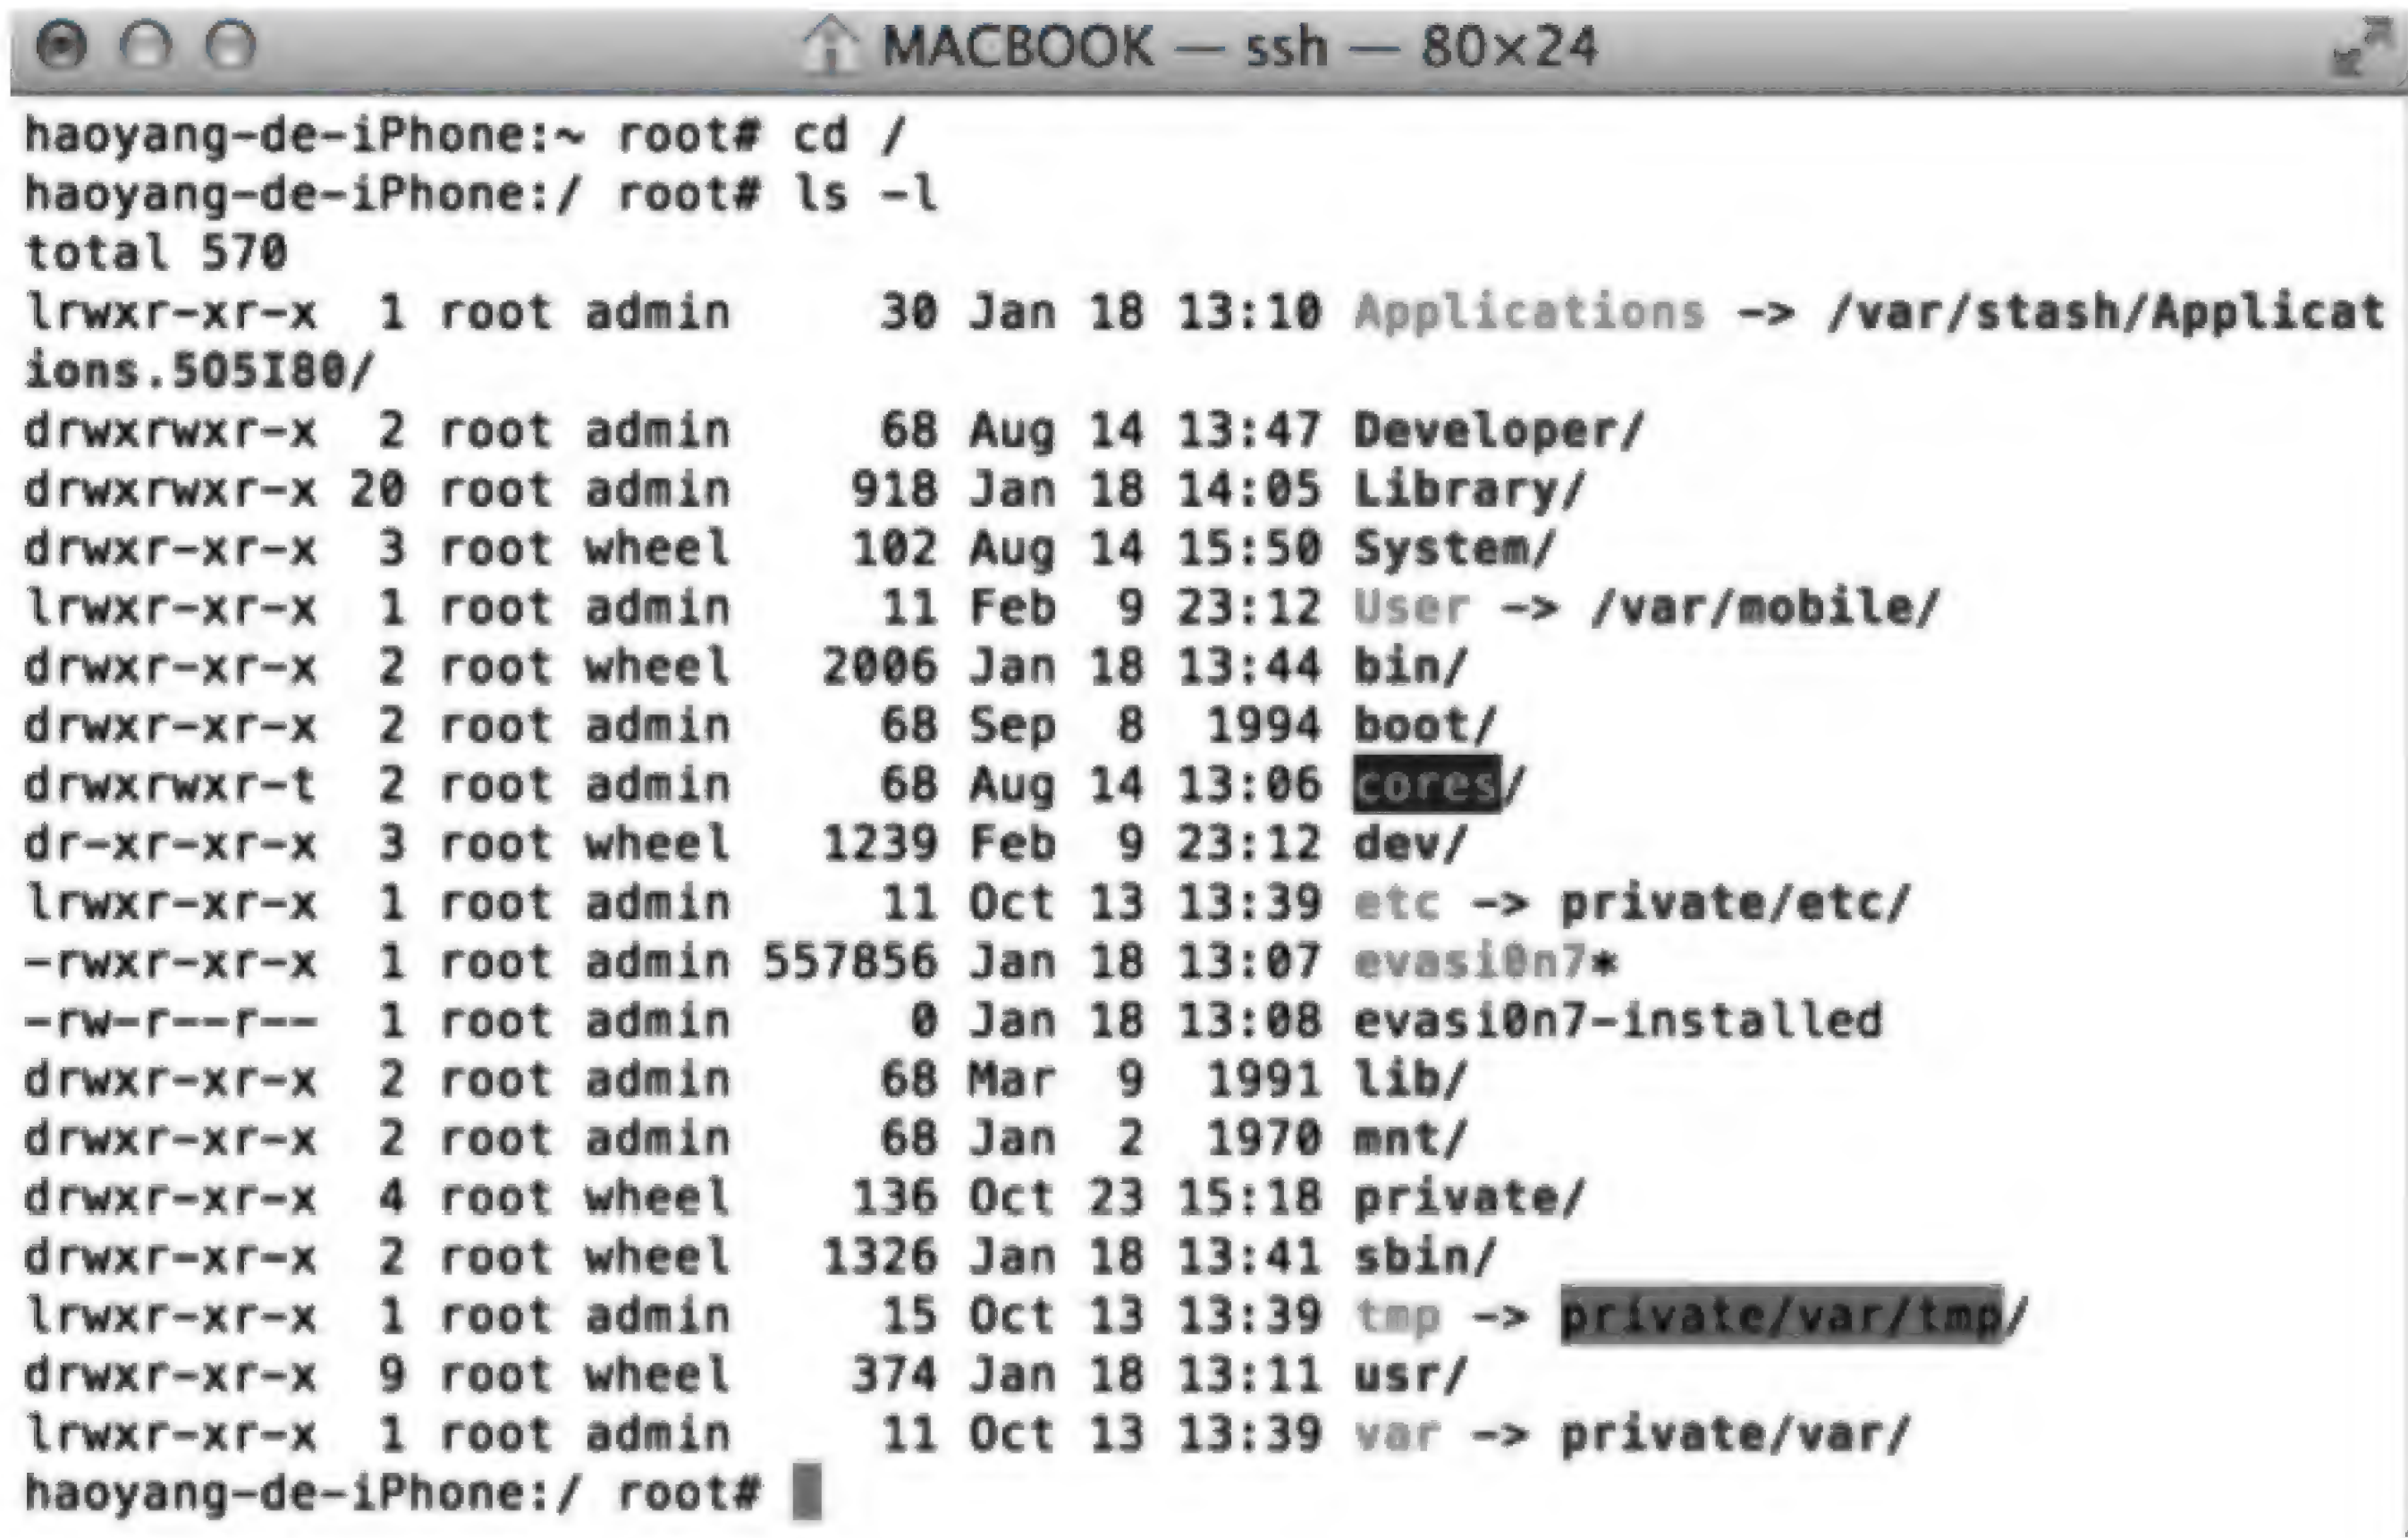 MACBOOK — ssh — 80×24
haoyang-de-iPhone:~ root# cd /
haoyang-de-iPhone:/ root# ls -l
total 570
lrwxr-xr-x  1 root admin     30 Jan 18 13:10 Applications -> /var/stash/Applicat
ions.505I80/
drwxrwxr-x  2 root admin     68 Aug 14 13:47 Developer/
drwxrwxr-x 20 root admin    918 Jan 18 14:05 Library/
drwxr-xr-x  3 root wheel    102 Aug 14 15:50 System/
lrwxr-xr-x  1 root admin     11 Feb  9 23:12 User -> /var/mobile/
drwxr-xr-x  2 root wheel   2006 Jan 18 13:44 bin/
drwxr-xr-x  2 root admin     68 Sep  8  1994 boot/
drwxrwxr-t  2 root admin     68 Aug 14 13:06 cores/
dr-xr-xr-x  3 root wheel   1239 Feb  9 23:12 dev/
lrwxr-xr-x  1 root admin     11 Oct 13 13:39 etc -> private/etc/
-rwxr-xr-x  1 root admin 557856 Jan 18 13:07 evasi0n7*
-rw-r--r--  1 root admin      0 Jan 18 13:08 evasi0n7-installed
drwxr-xr-x  2 root admin     68 Mar  9  1991 lib/
drwxr-xr-x  2 root admin     68 Jan  2  1970 mnt/
drwxr-xr-x  4 root wheel    136 Oct 23 15:18 private/
drwxr-xr-x  2 root wheel   1326 Jan 18 13:41 sbin/
lrwxr-xr-x  1 root admin     15 Oct 13 13:39 tmp -> private/var/tmp/
drwxr-xr-x  9 root wheel    374 Jan 18 13:11 usr/
lrwxr-xr-x  1 root admin     11 Oct 13 13:39 var -> private/var/
haoyang-de-iPhone:/ root#